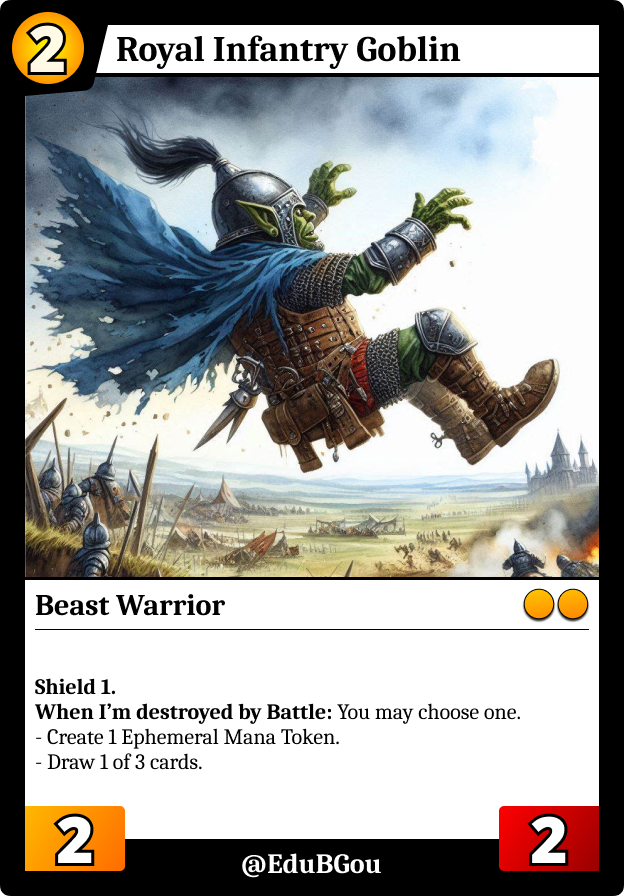 2
Royal Infantry Goblin
Beast Warrior
Shield 1.
When I’m destroyed by Battle: You may choose one.
- Create 1 Ephemeral Mana Token.
- Draw 1 of 3 cards.
2
2
@EduBGou